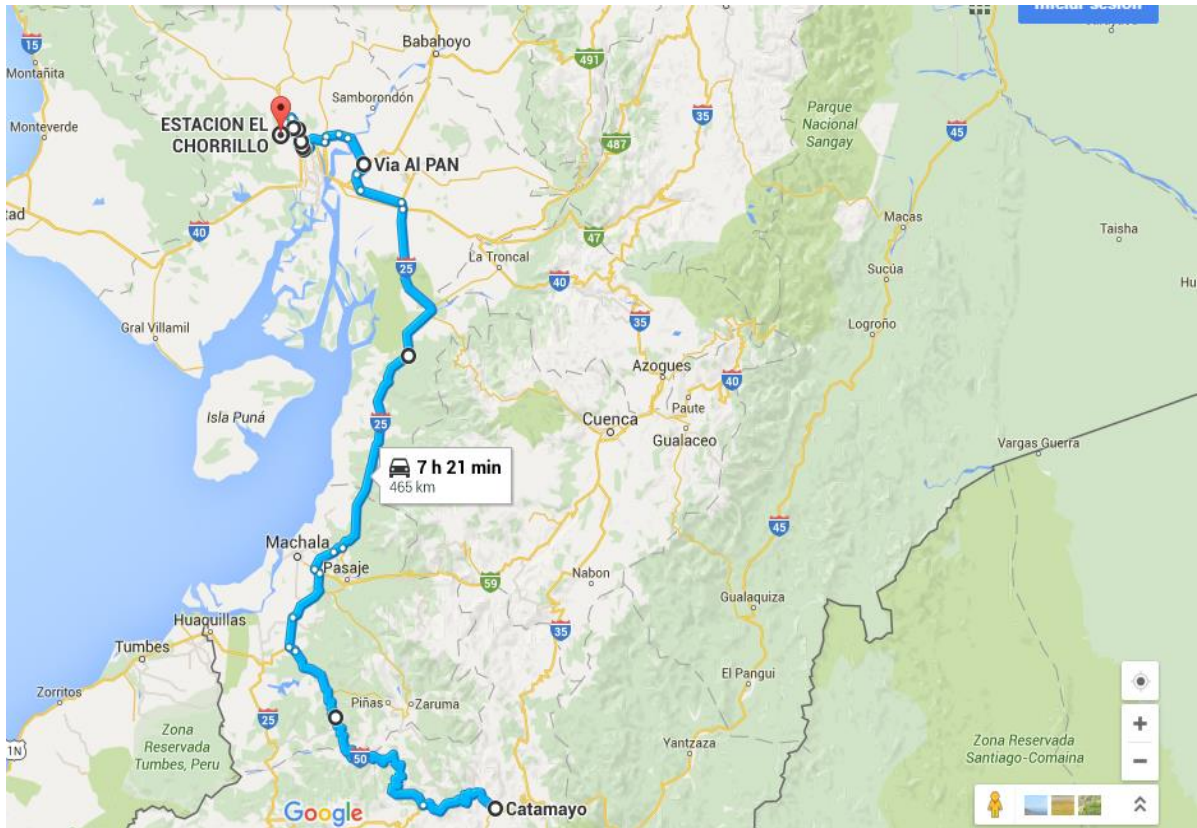 Iniciar sesión
15
Montañita
Babahoyo
491
Samborondón
35
Parque
Nacional
Sangay
45
Monteverde
ESTACION EL
CHORRILLO
487
Via Al PAN
tad
40
47
Macas
Taisha
La Troncal
25
40
Sucúa
Hu
Gral Villamil
35
Logroño
Azogues
40
Isla Puná
25
Cuenca
Paute
Gualaceo
Vargas Guerra
7 h 21 min
465 km
45
Machala
Pasaje
59
Nabon
Gualaquiza
Huaquillas
35
Tumbes
El Pangui
Zorritos
Piñas
Zaruma
25
Zona
Reservada
Tumbes, Peru
1N
50
Yantzaza
Zona Reservada
Santiago-Comaina
Google
Catamayo